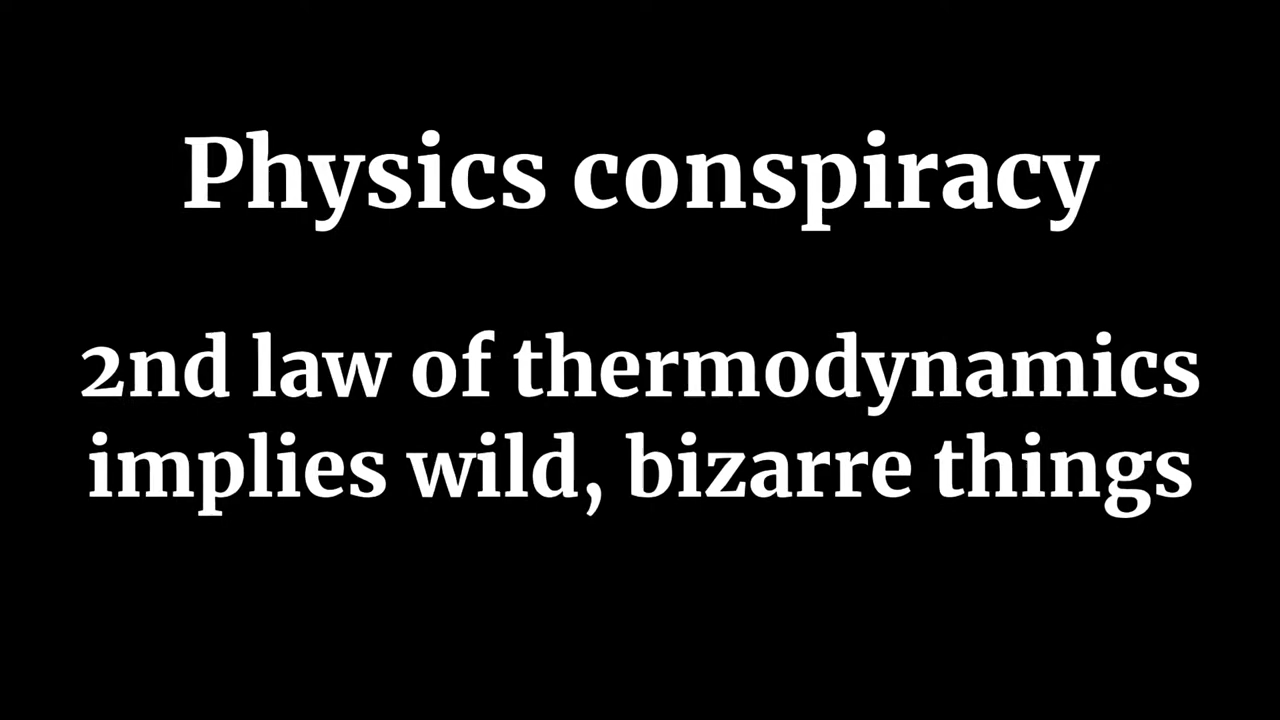 Physics conspiracy
2nd law of thermodynamics
implies wild, bizarre things